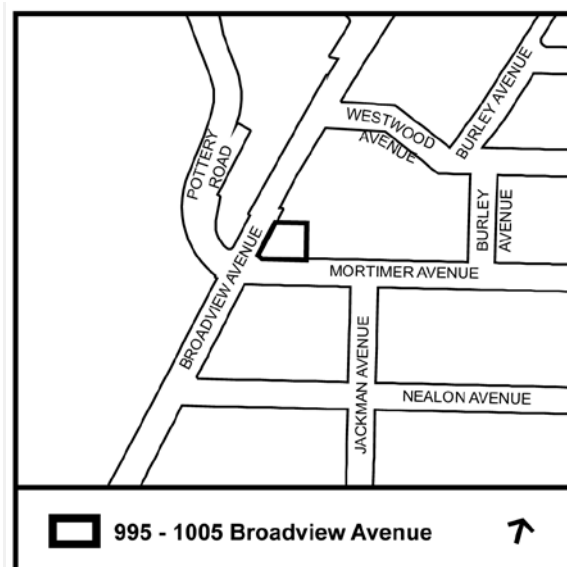 BURLEY AVENUE
WESTWOOD
AVENUE
POTTERY
ROAD
BURLEY
AVENUE
BROADVIEW AVENUE
MORTIMER AVENUE
JACKMAN AVENUE
NEALON AVENUE
995 - 1005 Broadview Avenue